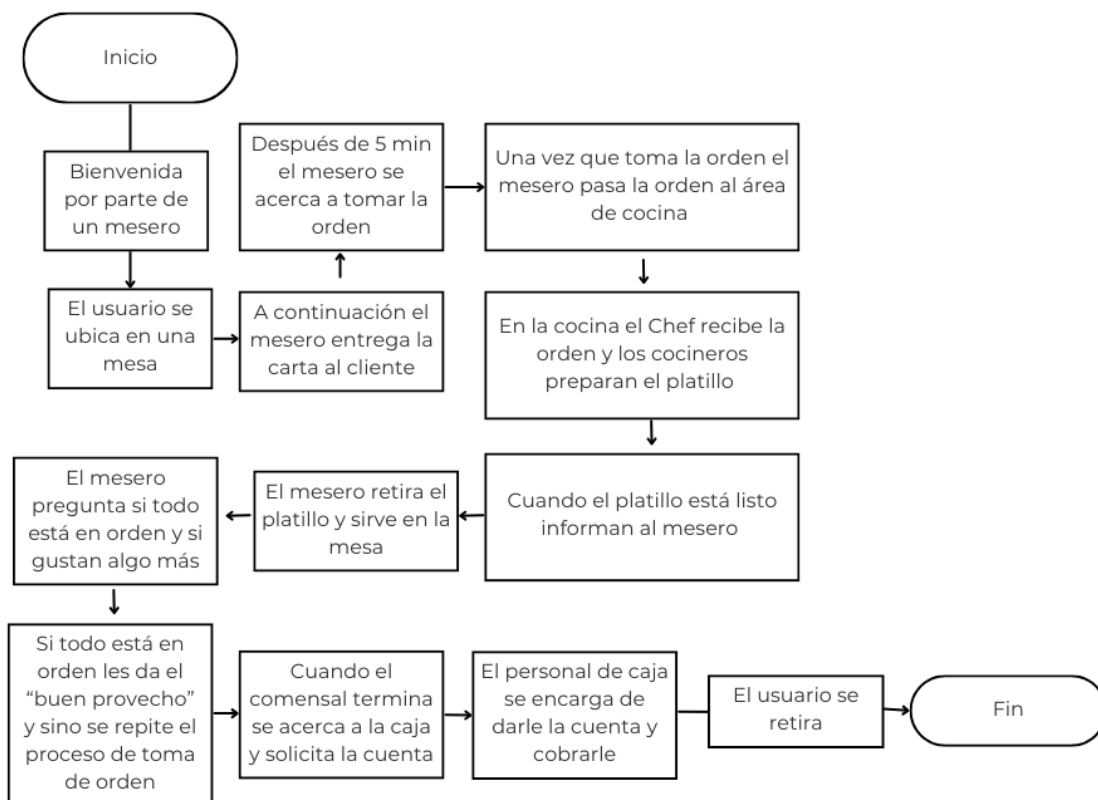 Inicio
Bienvenida
por parte de
un mesero
El usuario se
ubica en una
mesa
A continuación el
mesero entrega la
carta al cliente
Después de 5 min
el mesero se
acerca a tomar la
orden
Una vez que toma la orden el
mesero pasa la orden al área
de cocina
En la cocina el Chef recibe la
orden y los cocineros
preparan el platillo
Cuando el platillo está listo
informan al mesero
El mesero retira el
platillo y sirve en la
mesa
El mesero
pregunta si todo
está en orden y si
gustan algo más
Si todo está en
orden les da el
“buen provecho”
y sino se repite el
proceso de toma
de orden
Cuando el
comensal termina
se acerca a la caja
y solicita la cuenta
El personal de caja
se encarga de
darle la cuenta y
cobrarle
El usuario se
retira
Fin